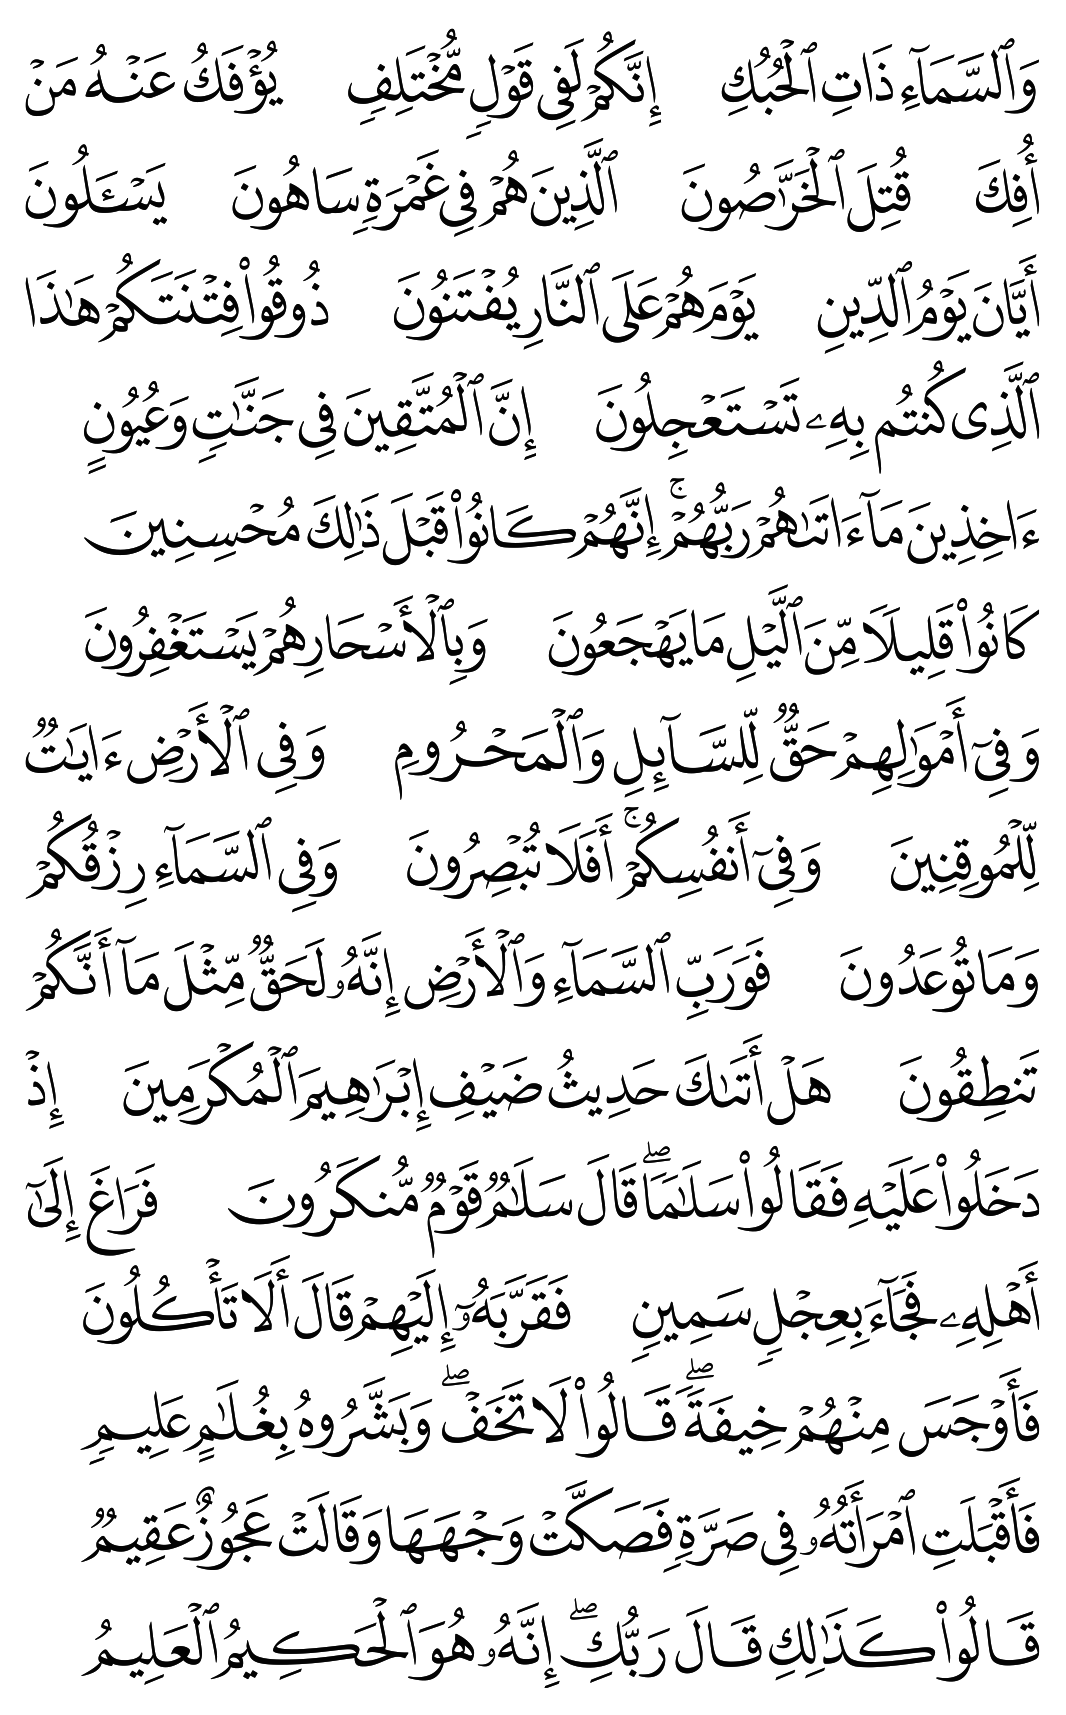 وَٱلسَّمَآءِ ذَاتِ ٱلْحُبُكِ إِنَّكُمْ لَفِى قَوْلٍ مُّخْتَلِفٍ يُؤْفَكُ عَنْهُ مَنْ
أُفِكَ قُتِلَ ٱلْخَرَّٰصُونَ ٱلَّذِينَ هُمْ فِى غَمْرَةٍ سَاهُونَ يَسْـَٔلُونَ
أَيَّانَ يَوْمُ ٱلدِّينِ يَوْمَ هُمْ عَلَى ٱلنَّارِ يُفْتَنُونَ ذُوقُوا۟ فِتْنَتَكُمْ هَٰذَا
ٱلَّذِى كُنتُم بِهِۦ تَسْتَعْجِلُونَ إِنَّ ٱلْمُتَّقِينَ فِى جَنَّٰتٍ وَعُيُونٍ
ءَاخِذِينَ مَآ ءَاتَىٰهُمْ رَبُّهُمْ ۚ إِنَّهُمْ كَانُوا۟ قَبْلَ ذَٰلِكَ مُحْسِنِينَ
كَانُوا۟ قَلِيلًا مِّنَ ٱلَّيْلِ مَا يَهْجَعُونَ وَبِٱلْأَسْحَارِ هُمْ يَسْتَغْفِرُونَ
وَفِىٓ أَمْوَٰلِهِمْ حَقٌّ لِّلسَّآئِلِ وَٱلْمَحْرُومِ وَفِى ٱلْأَرْضِ ءَايَٰتٌ
لِّلْمُوقِنِينَ وَفِىٓ أَنفُسِكُمْ ۚ أَفَلَا تُبْصِرُونَ وَفِى ٱلسَّمَآءِ رِزْقُكُمْ
وَمَا تُوعَدُونَ فَوَرَبِّ ٱلسَّمَآءِ وَٱلْأَرْضِ إِنَّهُۥ لَحَقٌّ مِّثْلَ مَآ أَنَّكُمْ
تَنطِقُونَ هَلْ أَتَىٰكَ حَدِيثُ ضَيْفِ إِبْرَٰهِيمَ ٱلْمُكْرَمِينَ إِذْ
دَخَلُوا۟ عَلَيْهِ فَقَالُوا۟ سَلَٰمًا ۖ قَالَ سَلَٰمٌ قَوْمٌ مُّنكَرُونَ فَرَاغَ إِلَىٰٓ
أَهْلِهِۦ فَجَآءَ بِعِجْلٍ سَمِينٍ فَقَرَّبَهُۥٓ إِلَيْهِمْ قَالَ أَلَا تَأْكُلُونَ
فَأَوْجَسَ مِنْهُمْ خِيفَةً ۖ قَالُوا۟ لَا تَخَفْ ۖ وَبَشَّرُوهُ بِغُلَٰمٍ عَلِيمٍ
فَأَقْبَلَتِ ٱمْرَأَتُهُۥ فِى صَرَّةٍ فَصَكَّتْ وَجْهَهَا وَقَالَتْ عَجُوزٌ عَقِيمٌ
قَالُوا۟ كَذَٰلِكِ قَالَ رَبُّكِ ۖ إِنَّهُۥ هُوَ ٱلْحَكِيمُ ٱلْعَلِيمُ